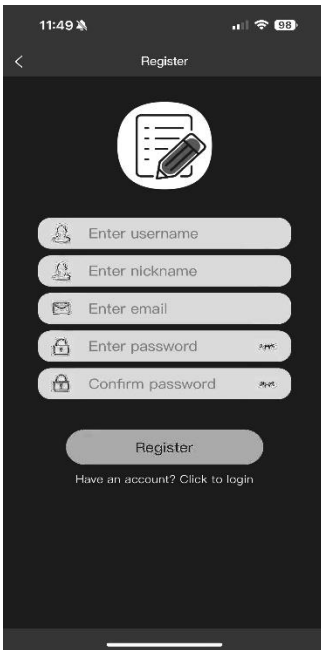 11:49
98
Register
Enter username
Enter nickname
Enter email
Enter password
Confirm password
Register
Have an account? Click to login